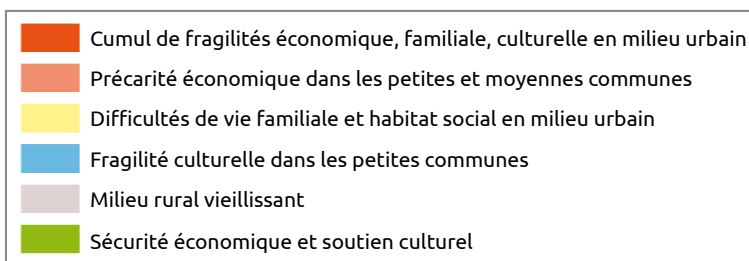 Cumul de fragilités économique, familiale, culturelle en milieu urbain
Précarité économique dans les petites et moyennes communes
Difficultés de vie familiale et habitat social en milieu urbain
Fragilité culturelle dans les petites communes
Milieu rural vieillissant
Sécurité économique et soutien culturel